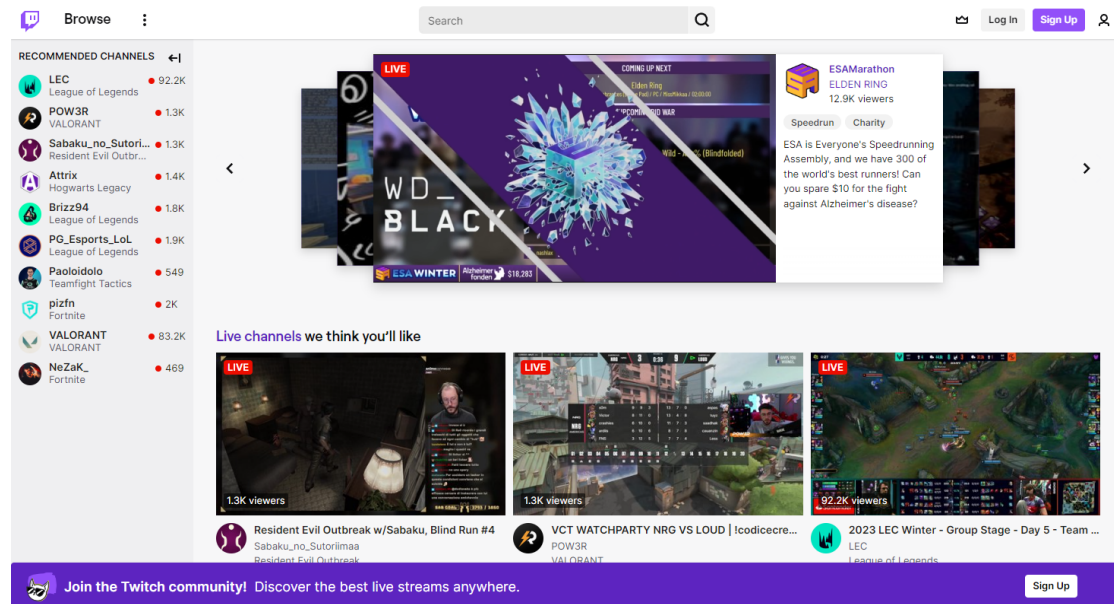 Browse
Search
Log In
Sign Up
RECOMMENDED CHANNELS
LEC
92.2K
League of Legends
POW3R
1.3K
VALORANT
Sabaku_no_Sutori...
1.3K
Resident Evil Outbr...
Attrix
1.4K
Hogwarts Legacy
Brizz94
1.8K
League of Legends
PG_Esports_LoL
1.9K
League of Legends
Paoloidolo
549
Teamfight Tactics
pizfn
2K
Fortnite
VALORANT
83.2K
VALORANT
NeZaK_
469
Fortnite
LIVE
COMING UP NEXT
Elden Ring
WD_
BLACK
ESA WINTER
Alzheimer
fonden
$18,283
ESAMarathon
ELDEN RING
12.9K viewers
Speedrun
Charity
ESA is Everyone's Speedrunning
Assembly, and we have 300 of
the world's best runners! Can
you spare $10 for the fight
against Alzheimer's disease?
Live channels we think you'll like
LIVE
1.3K viewers
Resident Evil Outbreak w/Sabaku, Blind Run #4
Sabaku_no_Sutoriimaa
Resident Evil Outbreak
LIVE
1.3K viewers
VCT WATCHPARTY NRG VS LOUD | !codicecre...
POW3R
VALORANT
LIVE
92.2K viewers
2023 LEC Winter - Group Stage - Day 5 - Team ...
LEC
League of Legends
Join the Twitch community! Discover the best live streams anywhere.
Sign Up